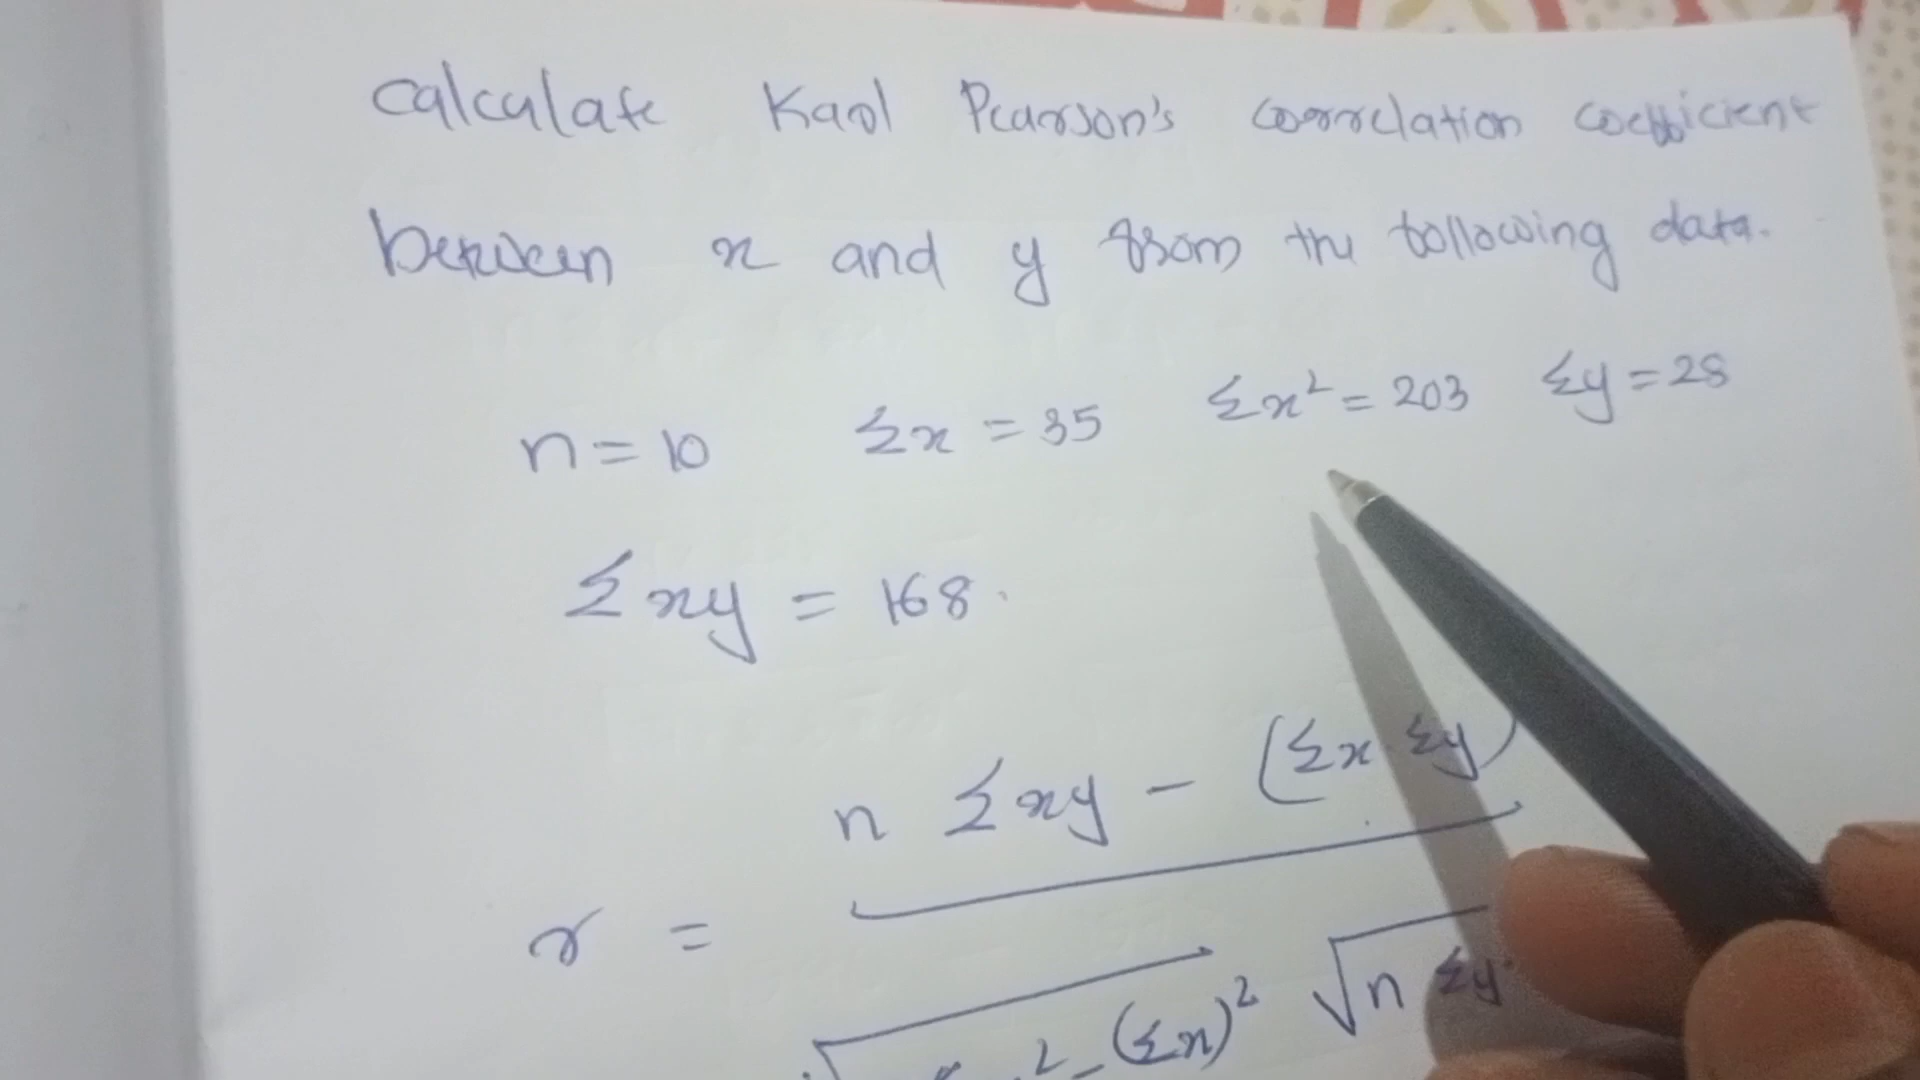 Calculate Karl Pearson's correlation coefficient
between x and y from the following data.
n = 10 Σx = 35 Σx² = 203 Σy = 28
Σxy = 168.
n Σxy - (Σx Σy)
r =
² - (Σx)² √n Σy